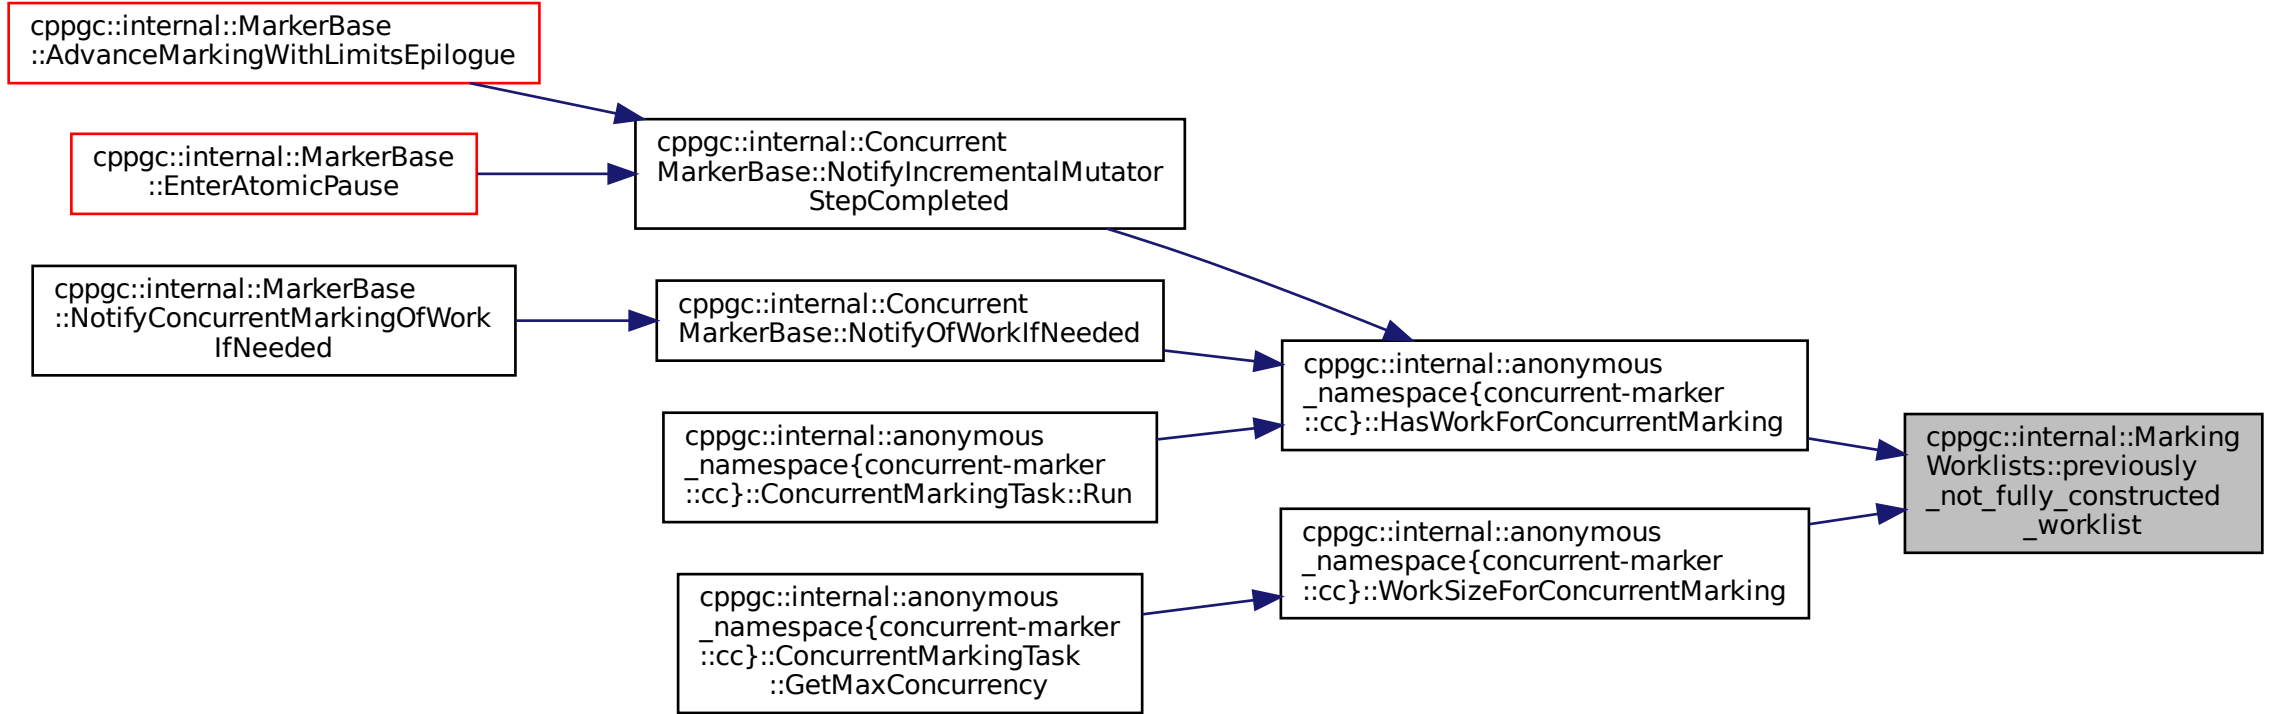 cppgc::internal::MarkerBase
::AdvanceMarkingWithLimitsEpilogue
cppgc::internal::MarkerBase
::EnterAtomicPause
cppgc::internal::Concurrent
MarkerBase::NotifyIncrementalMutator
StepCompleted
cppgc::internal::MarkerBase
::NotifyConcurrentMarkingOfWork
IfNeeded
cppgc::internal::Concurrent
MarkerBase::NotifyOfWorkIfNeeded
cppgc::internal::anonymous
_namespace{concurrent-marker
::cc}::HasWorkForConcurrentMarking
cppgc::internal::anonymous
_namespace{concurrent-marker
::cc}::ConcurrentMarkingTask::Run
cppgc::internal::Marking
Worklists::previously
_not_fully_constructed
_worklist
cppgc::internal::anonymous
_namespace{concurrent-marker
::cc}::WorkSizeForConcurrentMarking
cppgc::internal::anonymous
_namespace{concurrent-marker
::cc}::ConcurrentMarkingTask
::GetMaxConcurrency